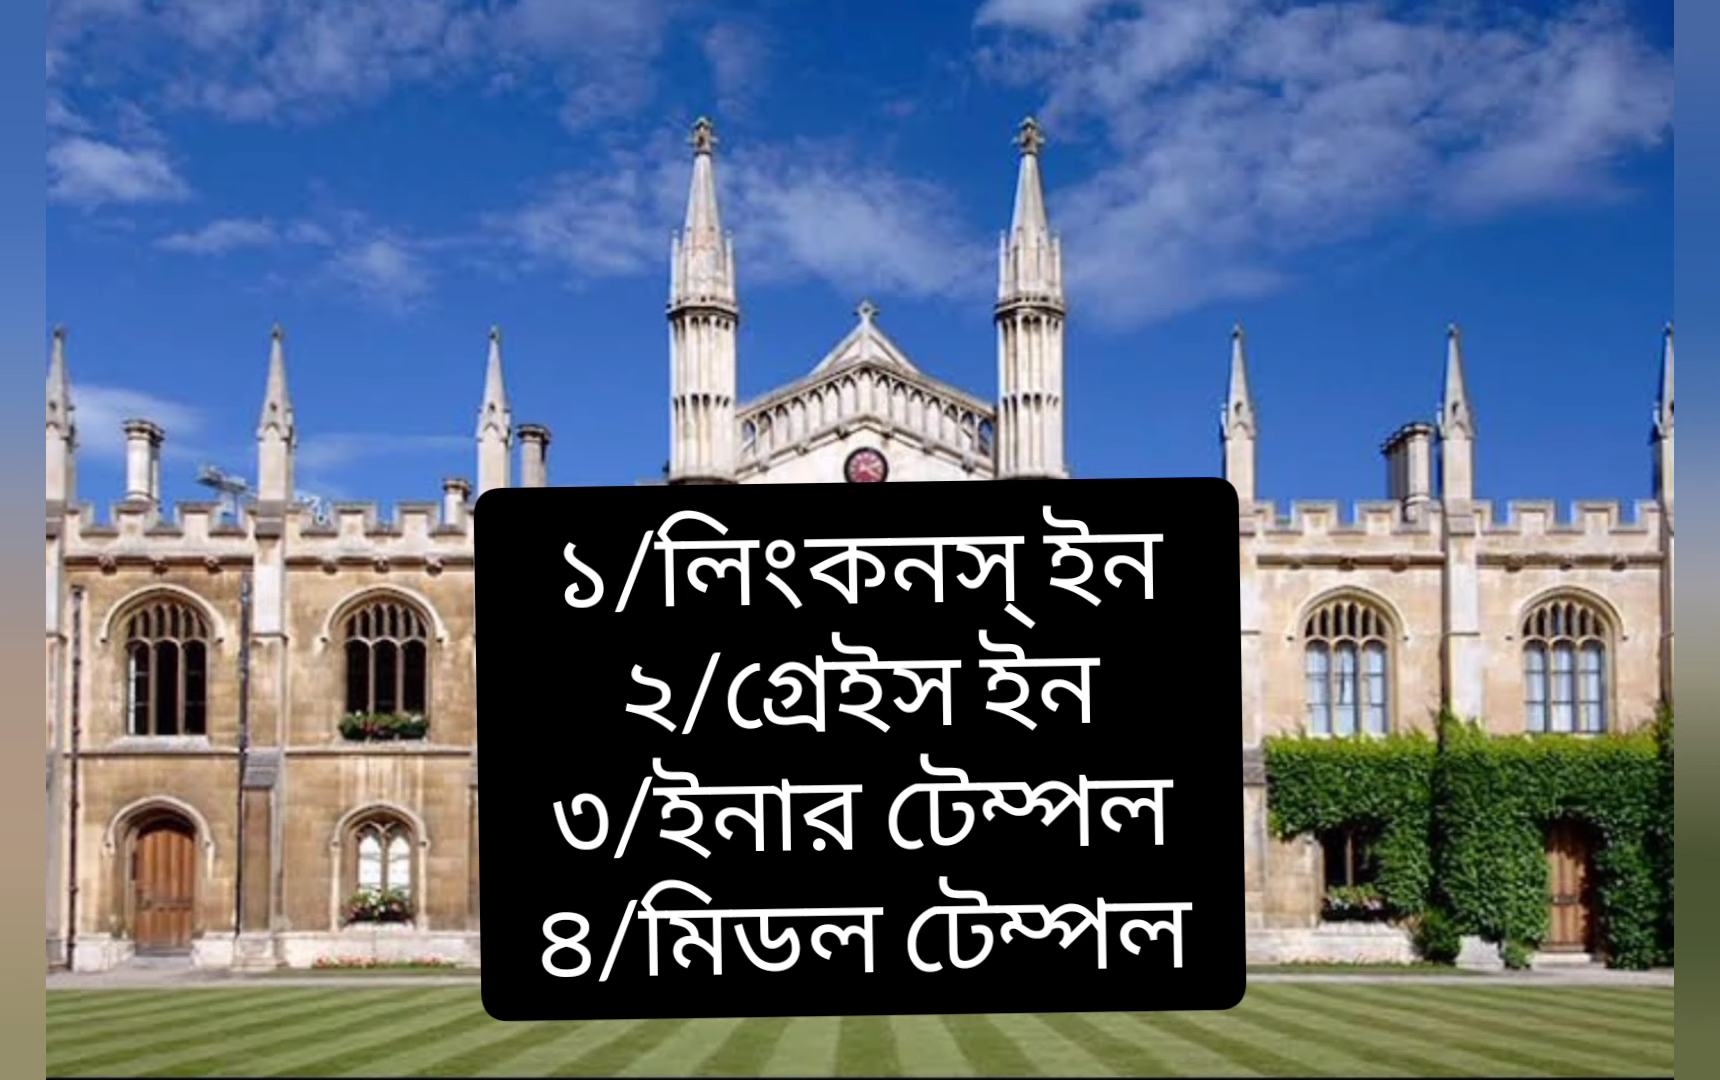 ১/লিংকনস্ ইন
২/গ্রেইস ইন
৩/ইনার টেম্পল
৪/মিডল টেম্পল